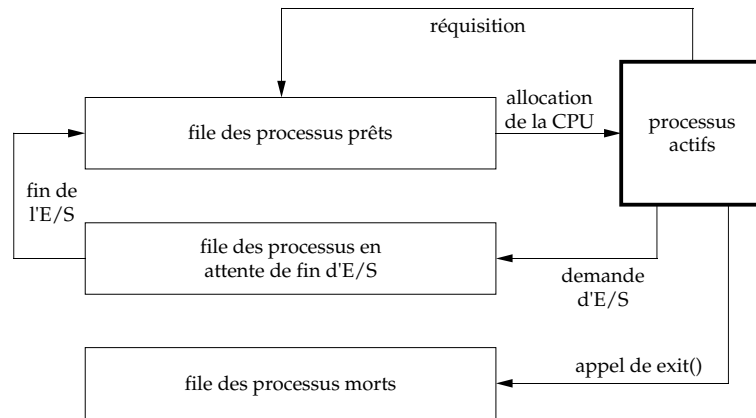 réquisition
allocation
de la CPU
file des processus prêts
processus
actifs
fin de
l'E/S
file des processus en
attente de fin d'E/S
demande
d'E/S
appel de exit()
file des processus morts